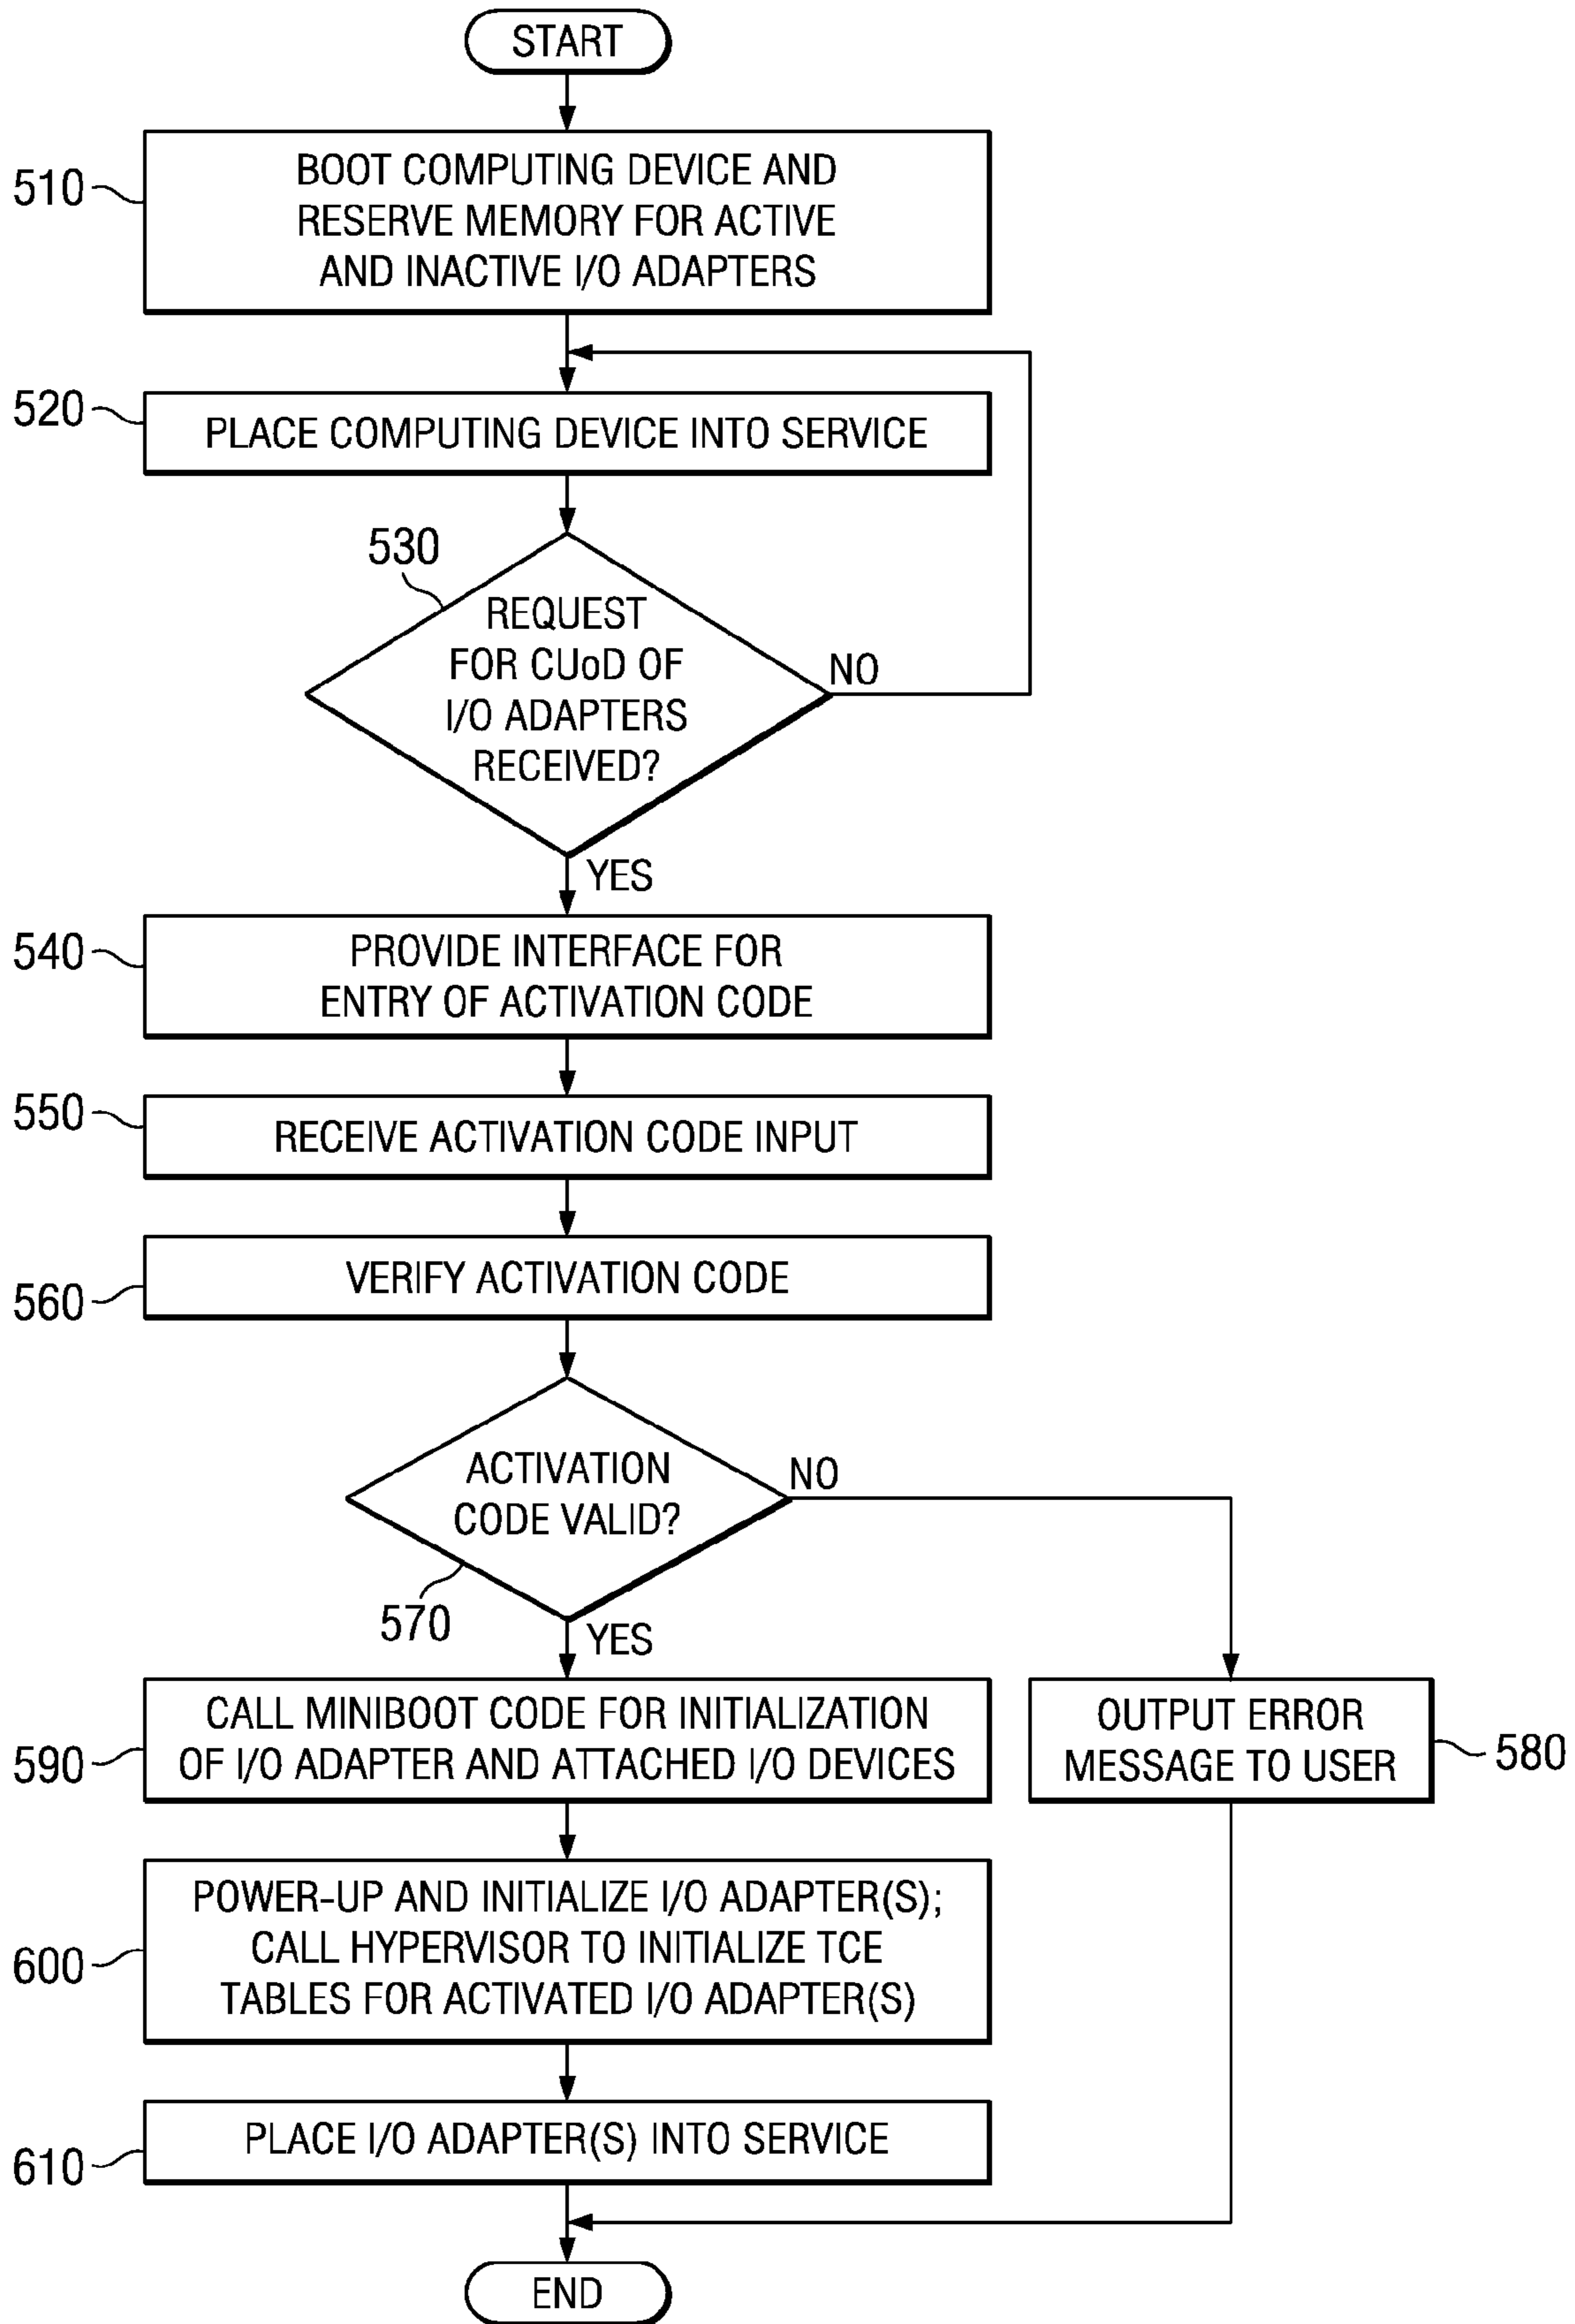 START
510
BOOT COMPUTING DEVICE AND
RESERVE MEMORY FOR ACTIVE
AND INACTIVE I/O ADAPTERS
520
PLACE COMPUTING DEVICE INTO SERVICE
530
REQUEST
FOR CUoD OF
I/O ADAPTERS
RECEIVED?
NO
YES
540
PROVIDE INTERFACE FOR
ENTRY OF ACTIVATION CODE
550
RECEIVE ACTIVATION CODE INPUT
560
VERIFY ACTIVATION CODE
ACTIVATION
CODE VALID?
NO
570
YES
590
CALL MINIBOOT CODE FOR INITIALIZATION
OF I/O ADAPTER AND ATTACHED I/O DEVICES
OUTPUT ERROR
MESSAGE TO USER
580
600
POWER-UP AND INITIALIZE I/O ADAPTER(S);
CALL HYPERVISOR TO INITIALIZE TCE
TABLES FOR ACTIVATED I/O ADAPTER(S)
610
PLACE I/O ADAPTER(S) INTO SERVICE
END